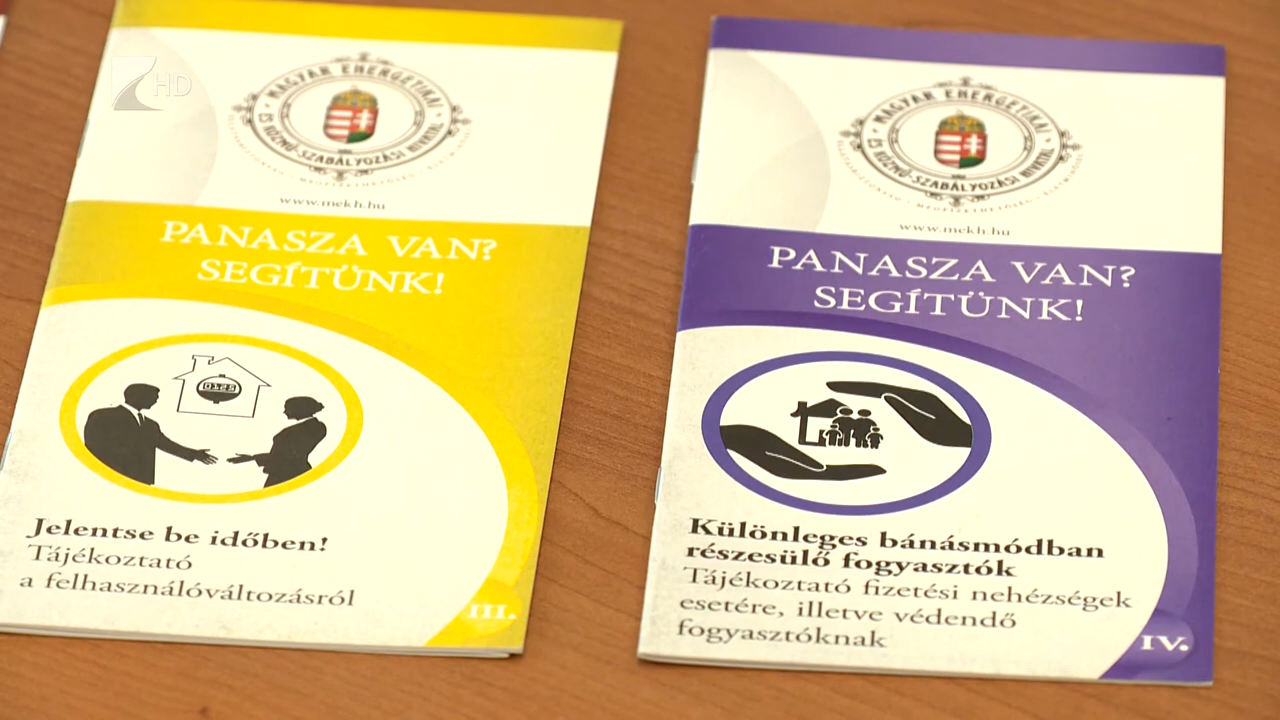 HD
MAGYAR ENERGETIKAI
ÉS KÖZMŰ-SZABÁLYOZÁSI HIVATAL
www.mekh.hu
PANASZA VAN?
SEGÍTÜNK!
0125
Jelentse be időben!
Tájékoztató
a felhasználóváltozásról
III.
MAGYAR ENERGETIKAI
ÉS KÖZMŰ-SZABÁLYOZÁSI HIVATAL
www.mekh.hu
PANASZA VAN?
SEGÍTÜNK!
Különleges bánásmódban
részesülő fogyasztók
Tájékoztató fizetési nehézségek
esetére, illetve védendő
fogyasztóknak
IV.